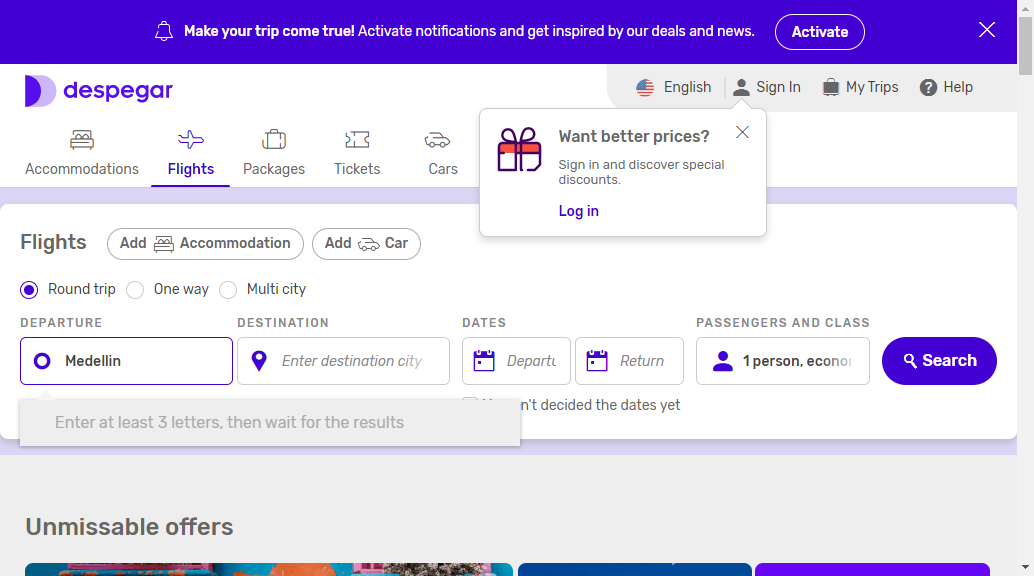 Make your trip come true! Activate notifications and get inspired by our deals and news.
Activate
despegar
English
Sign In
My Trips
Help
Accommodations
Flights
Packages
Tickets
Cars
Want better prices?
Sign in and discover special
discounts.
Log in
Flights
Add Accommodation
Add Car
Round trip
One way
Multi city
DEPARTURE
DESTINATION
DATES
PASSENGERS AND CLASS
Medellin
Enter destination city
Return
1 person,
Search
decided the dates yet
Enter at least 3 letters, then wait for the results
Unmissable offers